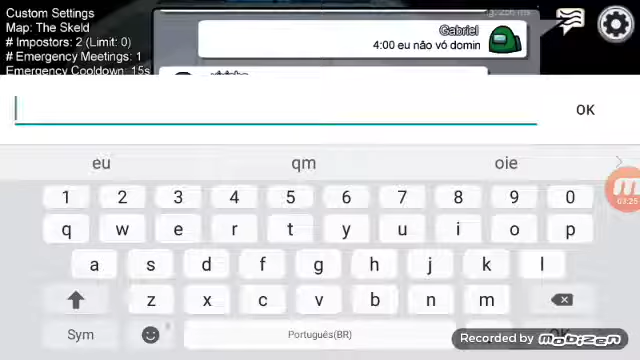 Custom Settings
Map: The Skeld
# Impostors: 2 (Limit: 0)
# Emergency Meetings: 1
Emergency Cooldown: 15s
Gabriel
4:00 eu não vó domin
OK
eu qm oie
03:25
1 2 3 4 5 6 7 8 9 0
q w e r t y u i o p
a s d f g h j k l
z x c v b n m
Sym Português(BR)
Recorded by MOBIZEN